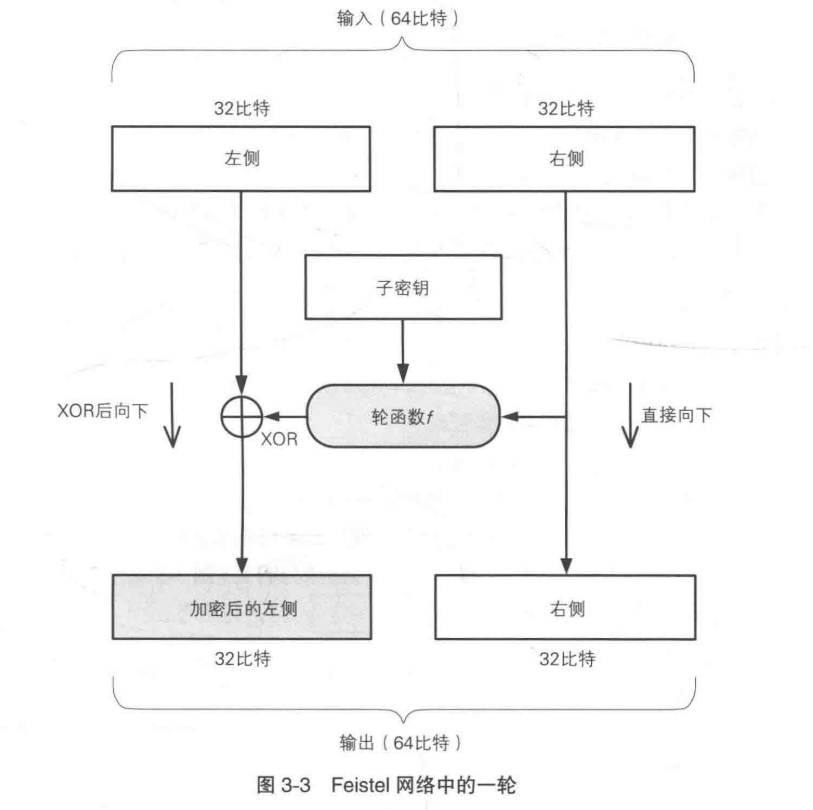 输入（64比特）
32比特
32比特
左侧
右侧
子密钥
XOR后向下
轮函数f
直接向下
XOR
加密后的左侧
右侧
32比特
32比特
输出（64比特）
图 3-3 Feistel 网络中的一轮